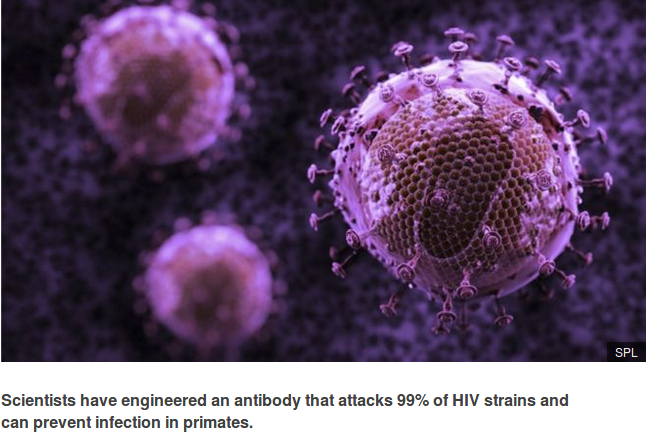 SPL
Scientists have engineered an antibody that attacks 99% of HIV strains and
can prevent infection in primates.